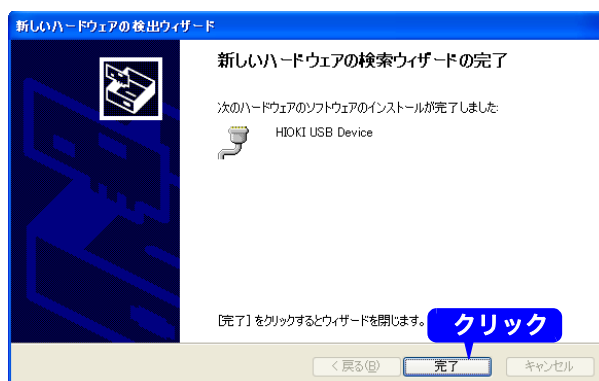 新しいハードウェアの検出ウィザード
新しいハードウェアの検索ウィザードの完了
次のハードウェアのソフトウェアのインストールが完了しました:
HIOKI USB Device
[完了] をクリックするとウィザードを閉じます。
クリック
< 戻る(B)
完了
キャンセル